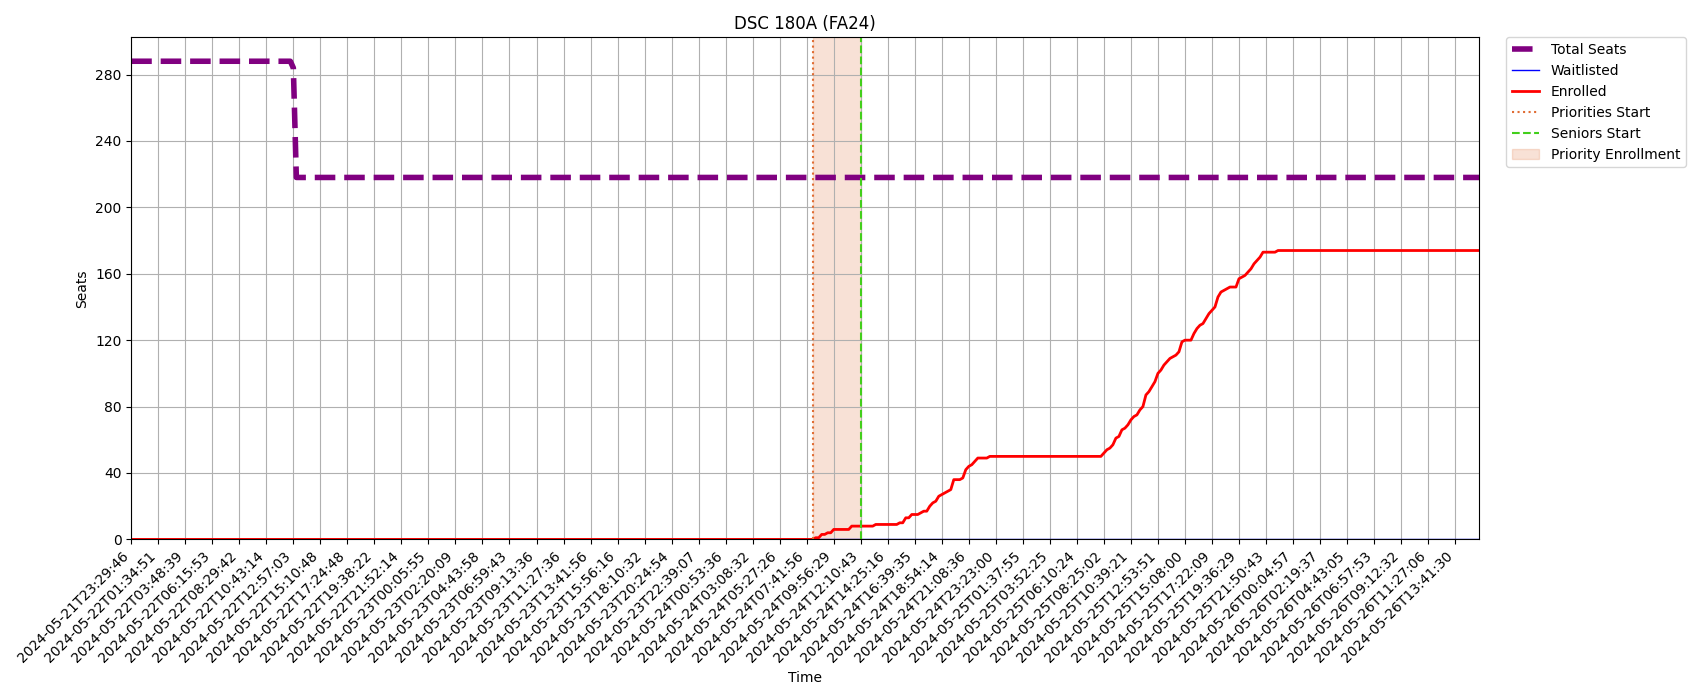 DSC 180A (FA24)
Total Seats
Waitlisted
Enrolled
Priorities Start
Seniors Start
Priority Enrollment
Seats
280
240
200
160
120
80
40
0
2024-05-21T23:29:46
2024-05-22T01:34:51
2024-05-22T03:48:39
2024-05-22T06:15:53
2024-05-22T08:29:42
2024-05-22T10:43:14
2024-05-22T12:57:03
2024-05-22T15:10:48
2024-05-22T17:24:48
2024-05-22T19:38:22
2024-05-22T21:52:14
2024-05-23T00:05:55
2024-05-23T02:20:09
2024-05-23T04:43:58
2024-05-23T06:59:43
2024-05-23T09:13:36
2024-05-23T11:27:36
2024-05-23T13:41:56
2024-05-23T15:56:16
2024-05-23T18:10:32
2024-05-23T20:24:54
2024-05-23T22:39:07
2024-05-24T00:53:36
2024-05-24T03:08:32
2024-05-24T05:27:26
2024-05-24T07:41:56
2024-05-24T09:56:29
2024-05-24T12:10:43
2024-05-24T14:25:16
2024-05-24T16:39:35
2024-05-24T18:54:14
2024-05-24T21:08:36
2024-05-24T23:23:00
2024-05-25T01:37:55
2024-05-25T03:52:25
2024-05-25T06:10:24
2024-05-25T08:25:02
2024-05-25T10:39:21
2024-05-25T12:53:51
2024-05-25T15:08:00
2024-05-25T17:22:09
2024-05-25T19:36:29
2024-05-25T21:50:43
2024-05-26T00:04:57
2024-05-26T02:19:37
2024-05-26T04:43:05
2024-05-26T06:57:53
2024-05-26T09:12:32
2024-05-26T11:27:06
2024-05-26T13:41:30
Time